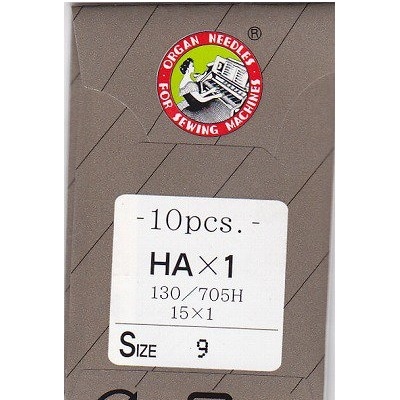 ®
ORGAN NEEDLES
FOR SEWING MACHINES
-10pcs.-
HA×1
130/705H
15×1
SIZE 9